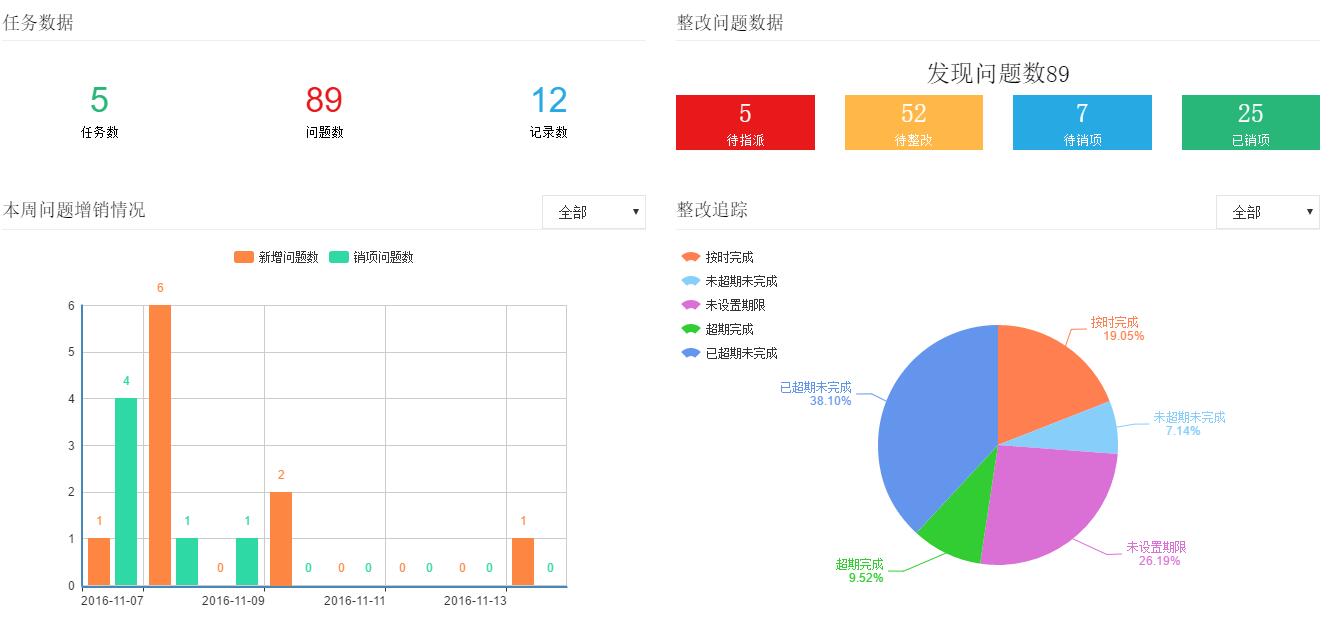 任务数据
5
任务数
89
问题数
12
记录数
整改问题数据
发现问题数89
5
待指派
52
待整改
7
待销项
25
已销项
本周问题增销情况
全部
新增问题数
销项问题数
6
5
4
3
2
1
0
1
4
6
1
0
1
2
0
0
0
0
0
0
0
1
0
2016-11-07
2016-11-09
2016-11-11
2016-11-13
整改追踪
全部
按时完成
未超期未完成
未设置期限
超期完成
已超期未完成
按时完成
19.05%
未超期未完成
7.14%
未设置期限
26.19%
超期完成
9.52%
已超期未完成
38.10%